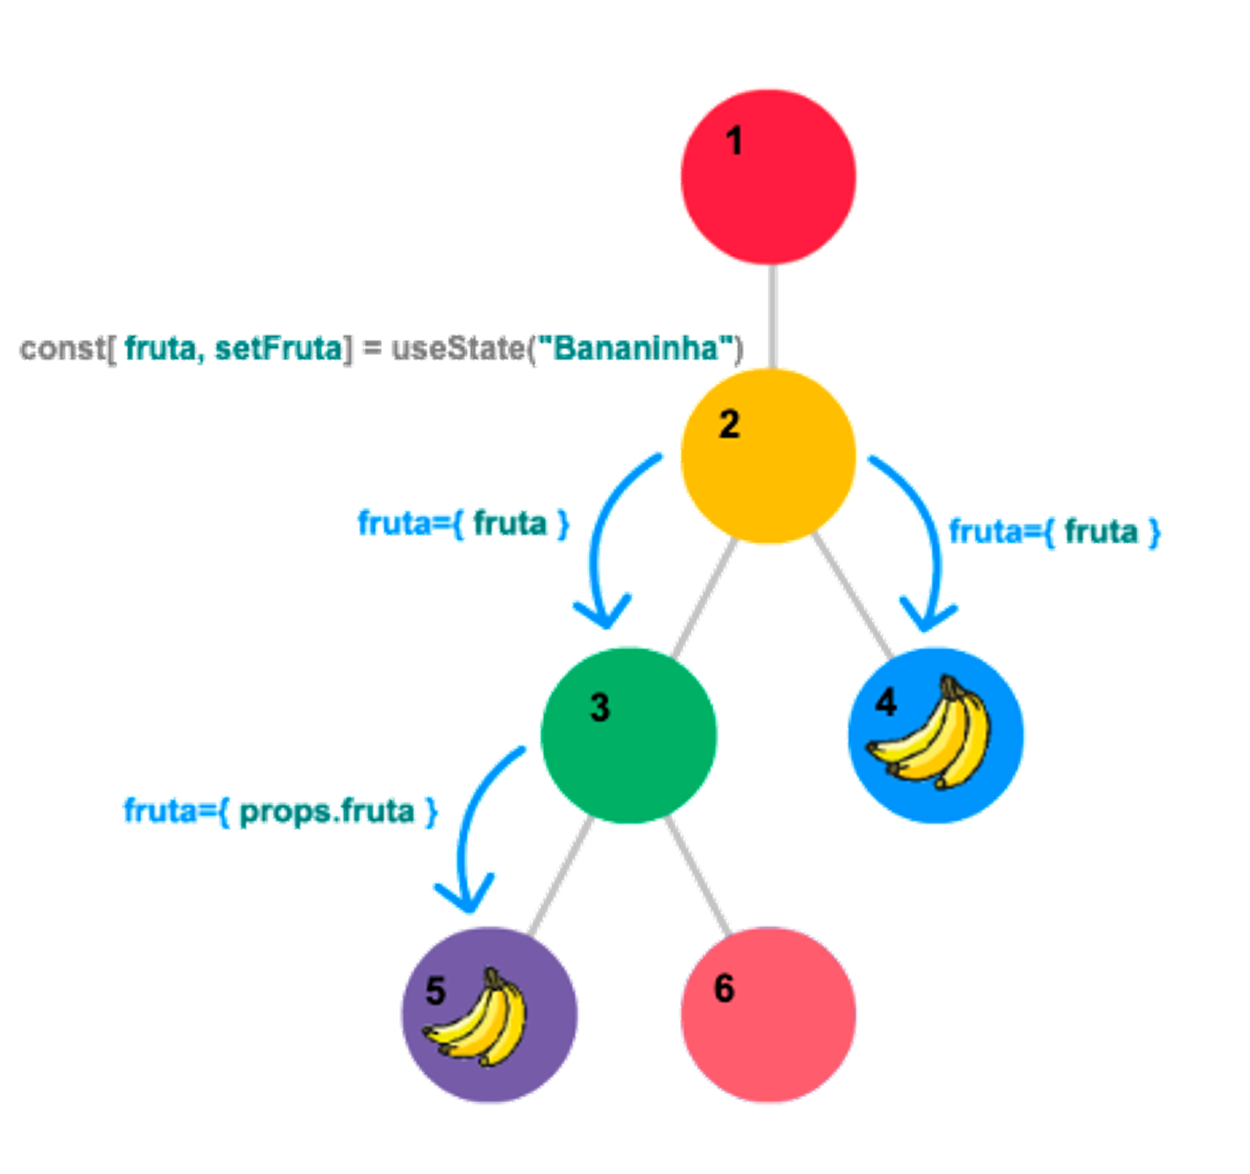 1
const[ fruta, setFruta] = useState("Bananinha")
2
fruta={ fruta }
fruta={ fruta }
3
4
fruta={ props.fruta }
5
6